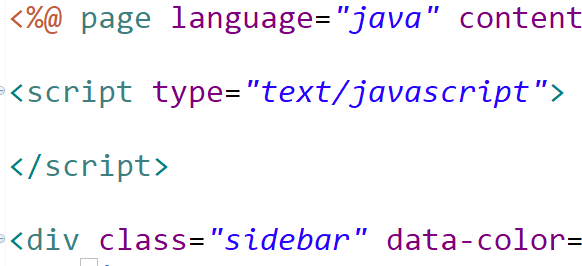 <%@ page language="java" content
<script type="text/javascript">
</script>
<div class="sidebar" data-color=